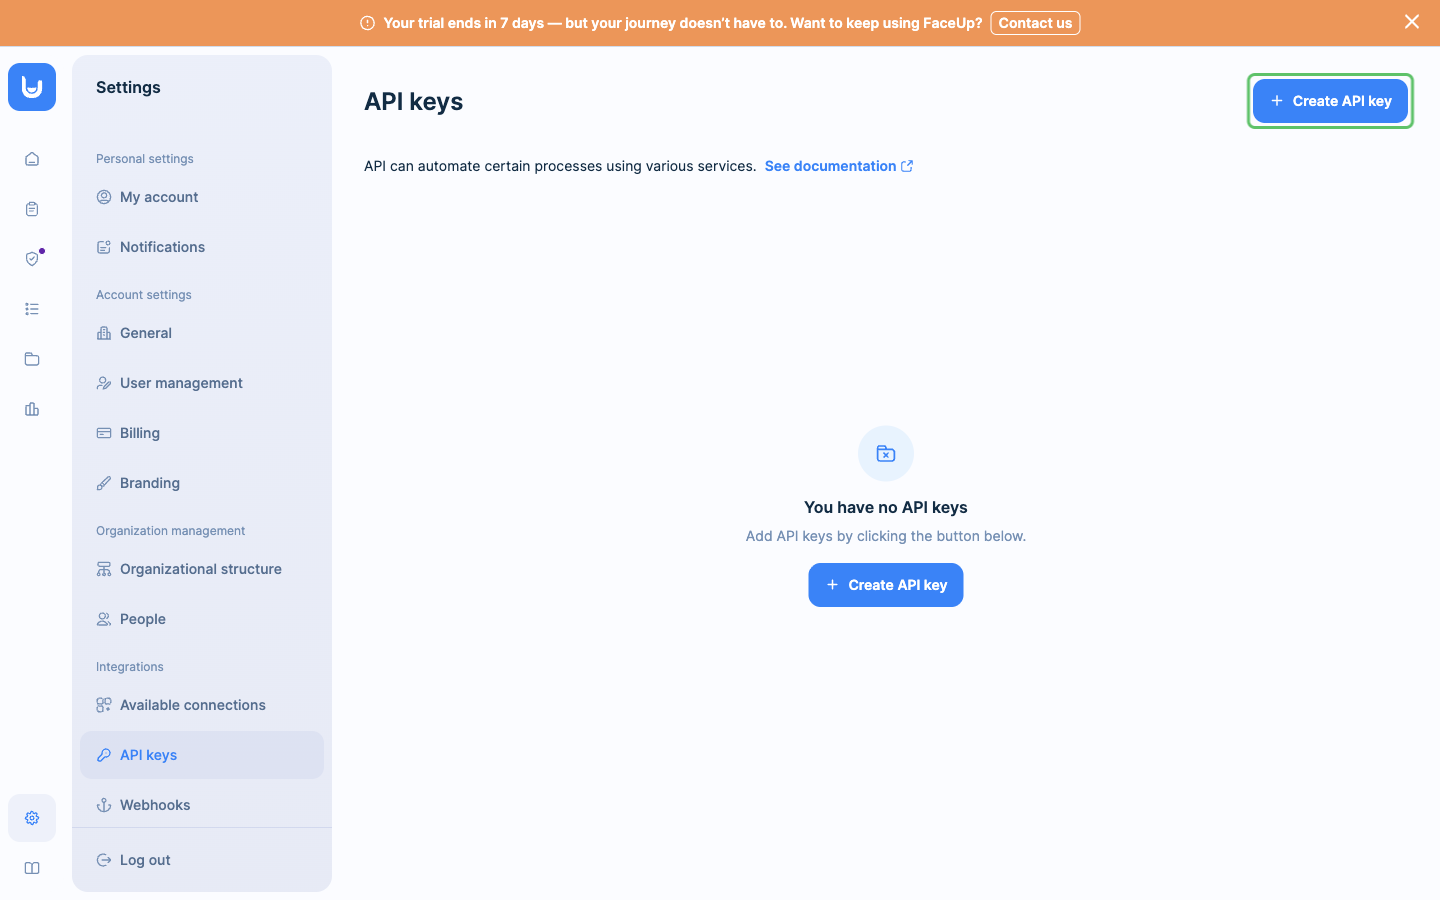 Your trial ends in 7 days — but your journey doesn't have to. Want to keep using FaceUp? Contact us
Settings
Personal settings
My account
Notifications
Account settings
General
User management
Billing
Branding
Organization management
Organizational structure
People
Integrations
Available connections
API keys
Webhooks
Log out
API keys
Create API key
API can automate certain processes using various services. See documentation
You have no API keys
Add API keys by clicking the button below.
Create API key